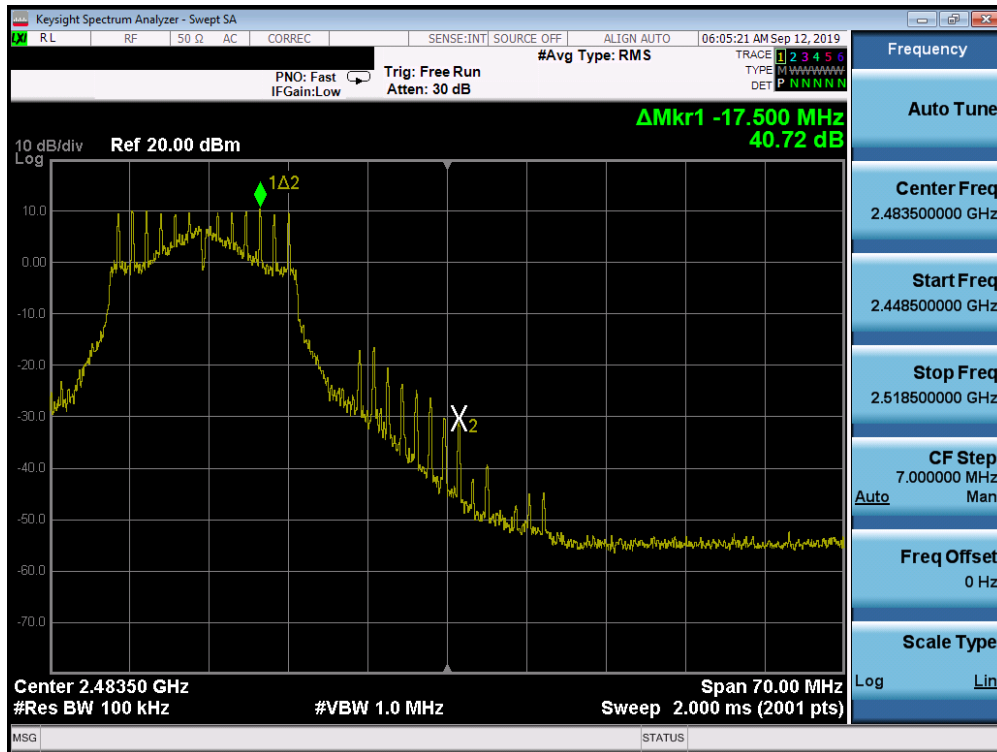 Keysight Spectrum Analyzer - Swept SA
LXI RL RF 50 Ω AC CORREC SENSE:INT SOURCE OFF ALIGN AUTO 06:05:21 AM Sep 12, 2019
#Avg Type: RMS
TRACE 1 2 3 4 5 6
TYPE M WWWWW
DET P N N N N N
PNO: Fast
IFGain:Low
Trig: Free Run
Atten: 30 dB
ΔMkr1 -17.500 MHz
40.72 dB
10 dB/div Ref 20.00 dBm
Log
1Δ2
10.0
0.00
-10.0
-20.0
-30.0
X2
-40.0
-50.0
-60.0
-70.0
Center 2.48350 GHz Span 70.00 MHz
#Res BW 100 kHz #VBW 1.0 MHz Sweep 2.000 ms (2001 pts)
MSG STATUS
Frequency
Auto Tune
Center Freq
2.483500000 GHz
Start Freq
2.448500000 GHz
Stop Freq
2.518500000 GHz
CF Step
7.000000 MHz
Auto Man
Freq Offset
0 Hz
Scale Type
Log Lin